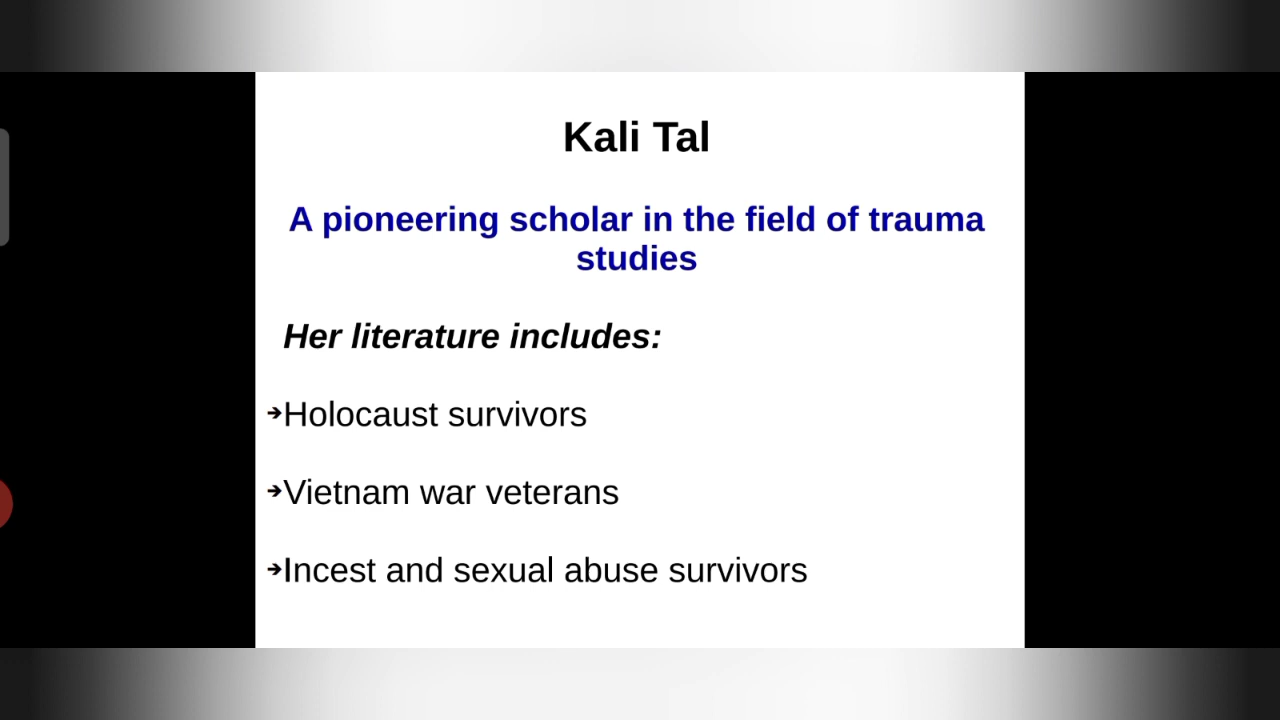 Kali Tal
A pioneering scholar in the field of trauma
studies
Her literature includes:
➔Holocaust survivors
➔Vietnam war veterans
➔Incest and sexual abuse survivors